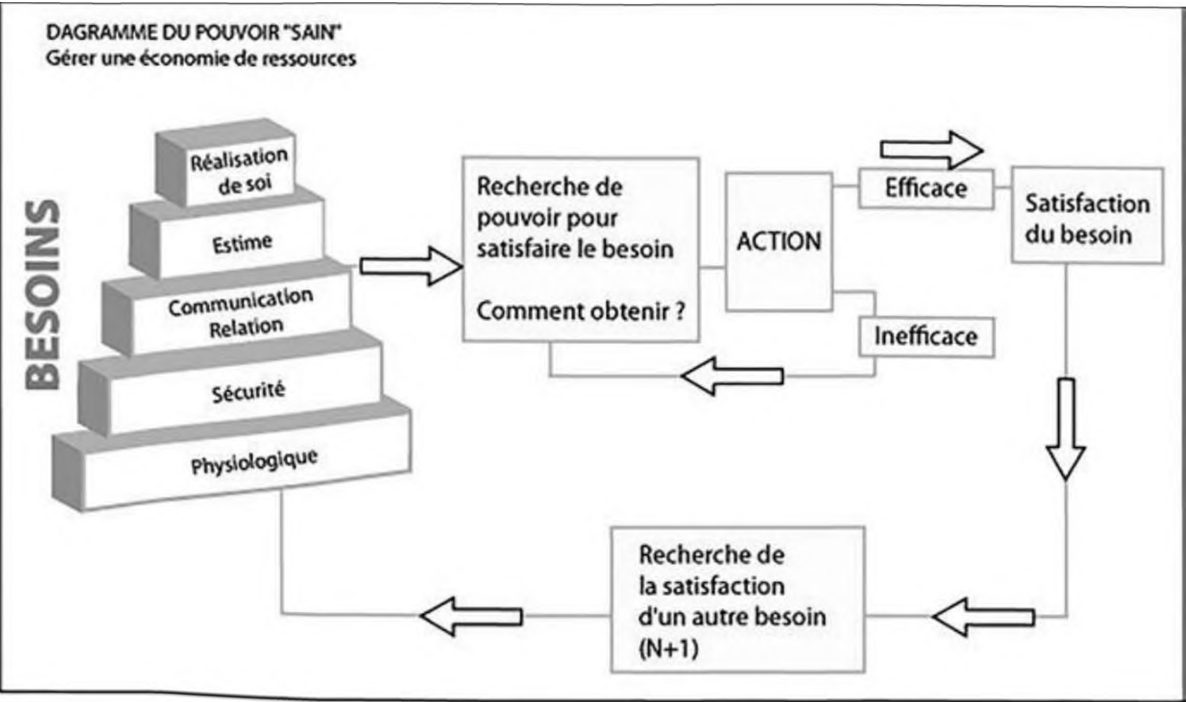 DAGRAMME DU POUVOIR "SAIN"
Gérer une économie de ressources
BESOINS
Réalisation
de soi
Estime
Communication
Relation
Sécurité
Physiologique
Recherche de
pouvoir pour
satisfaire le besoin
Comment obtenir ?
ACTION
Efficace
Inefficace
Satisfaction
du besoin
Recherche de
la satisfaction
d'un autre besoin
(N+1)